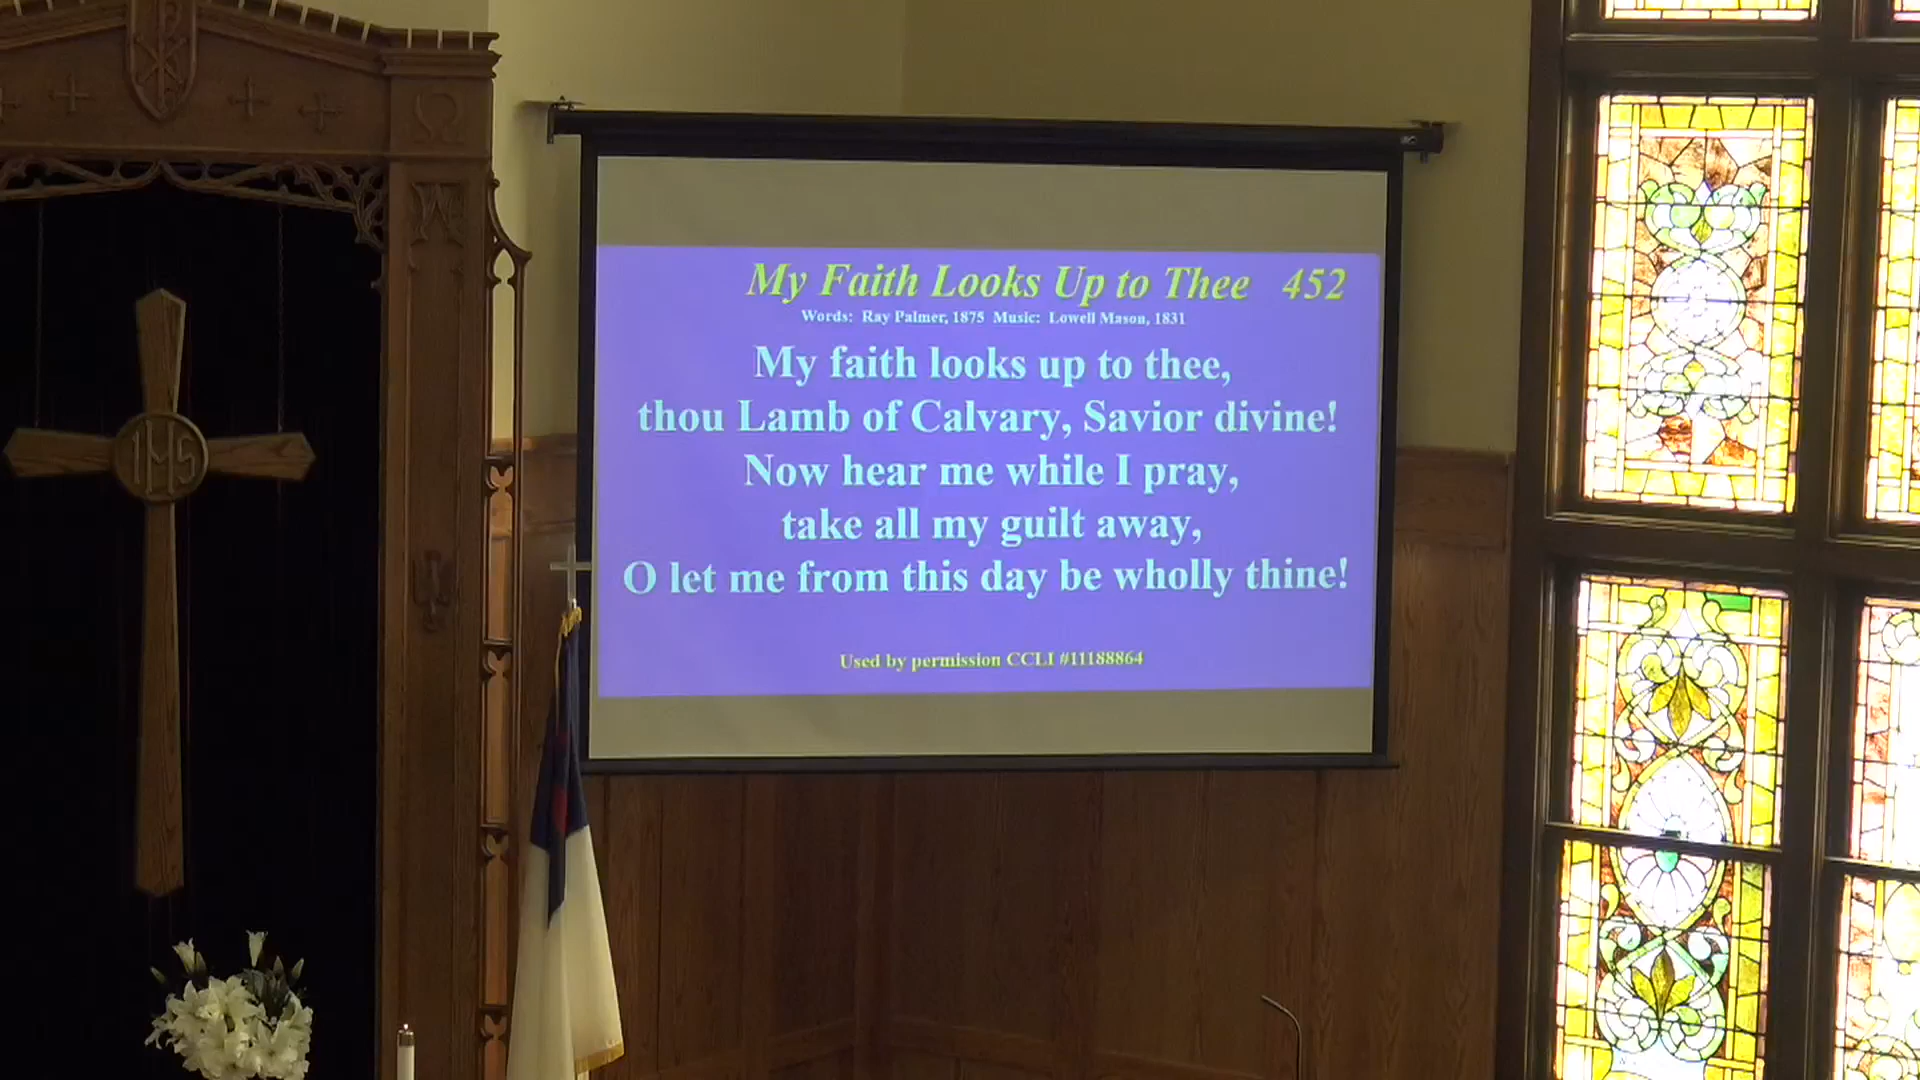 IHS
My Faith Looks Up to Thee 452
Words: Ray Palmer, 1875 Music: Lowell Mason, 1831
My faith looks up to thee,
thou Lamb of Calvary, Savior divine!
Now hear me while I pray,
take all my guilt away,
O let me from this day be wholly thine!
Used by permission CCLI #11188864